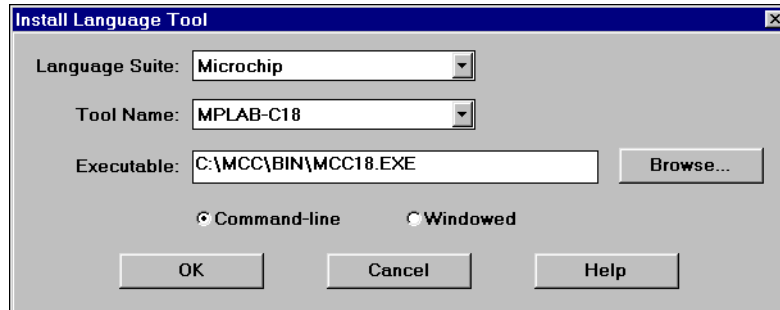 Install Language Tool
Language Suite: Microchip
Tool Name: MPLAB-C18
Executable: C:\MCC\BIN\MCC18.EXE Browse...
Command-line Windowed
OK Cancel Help